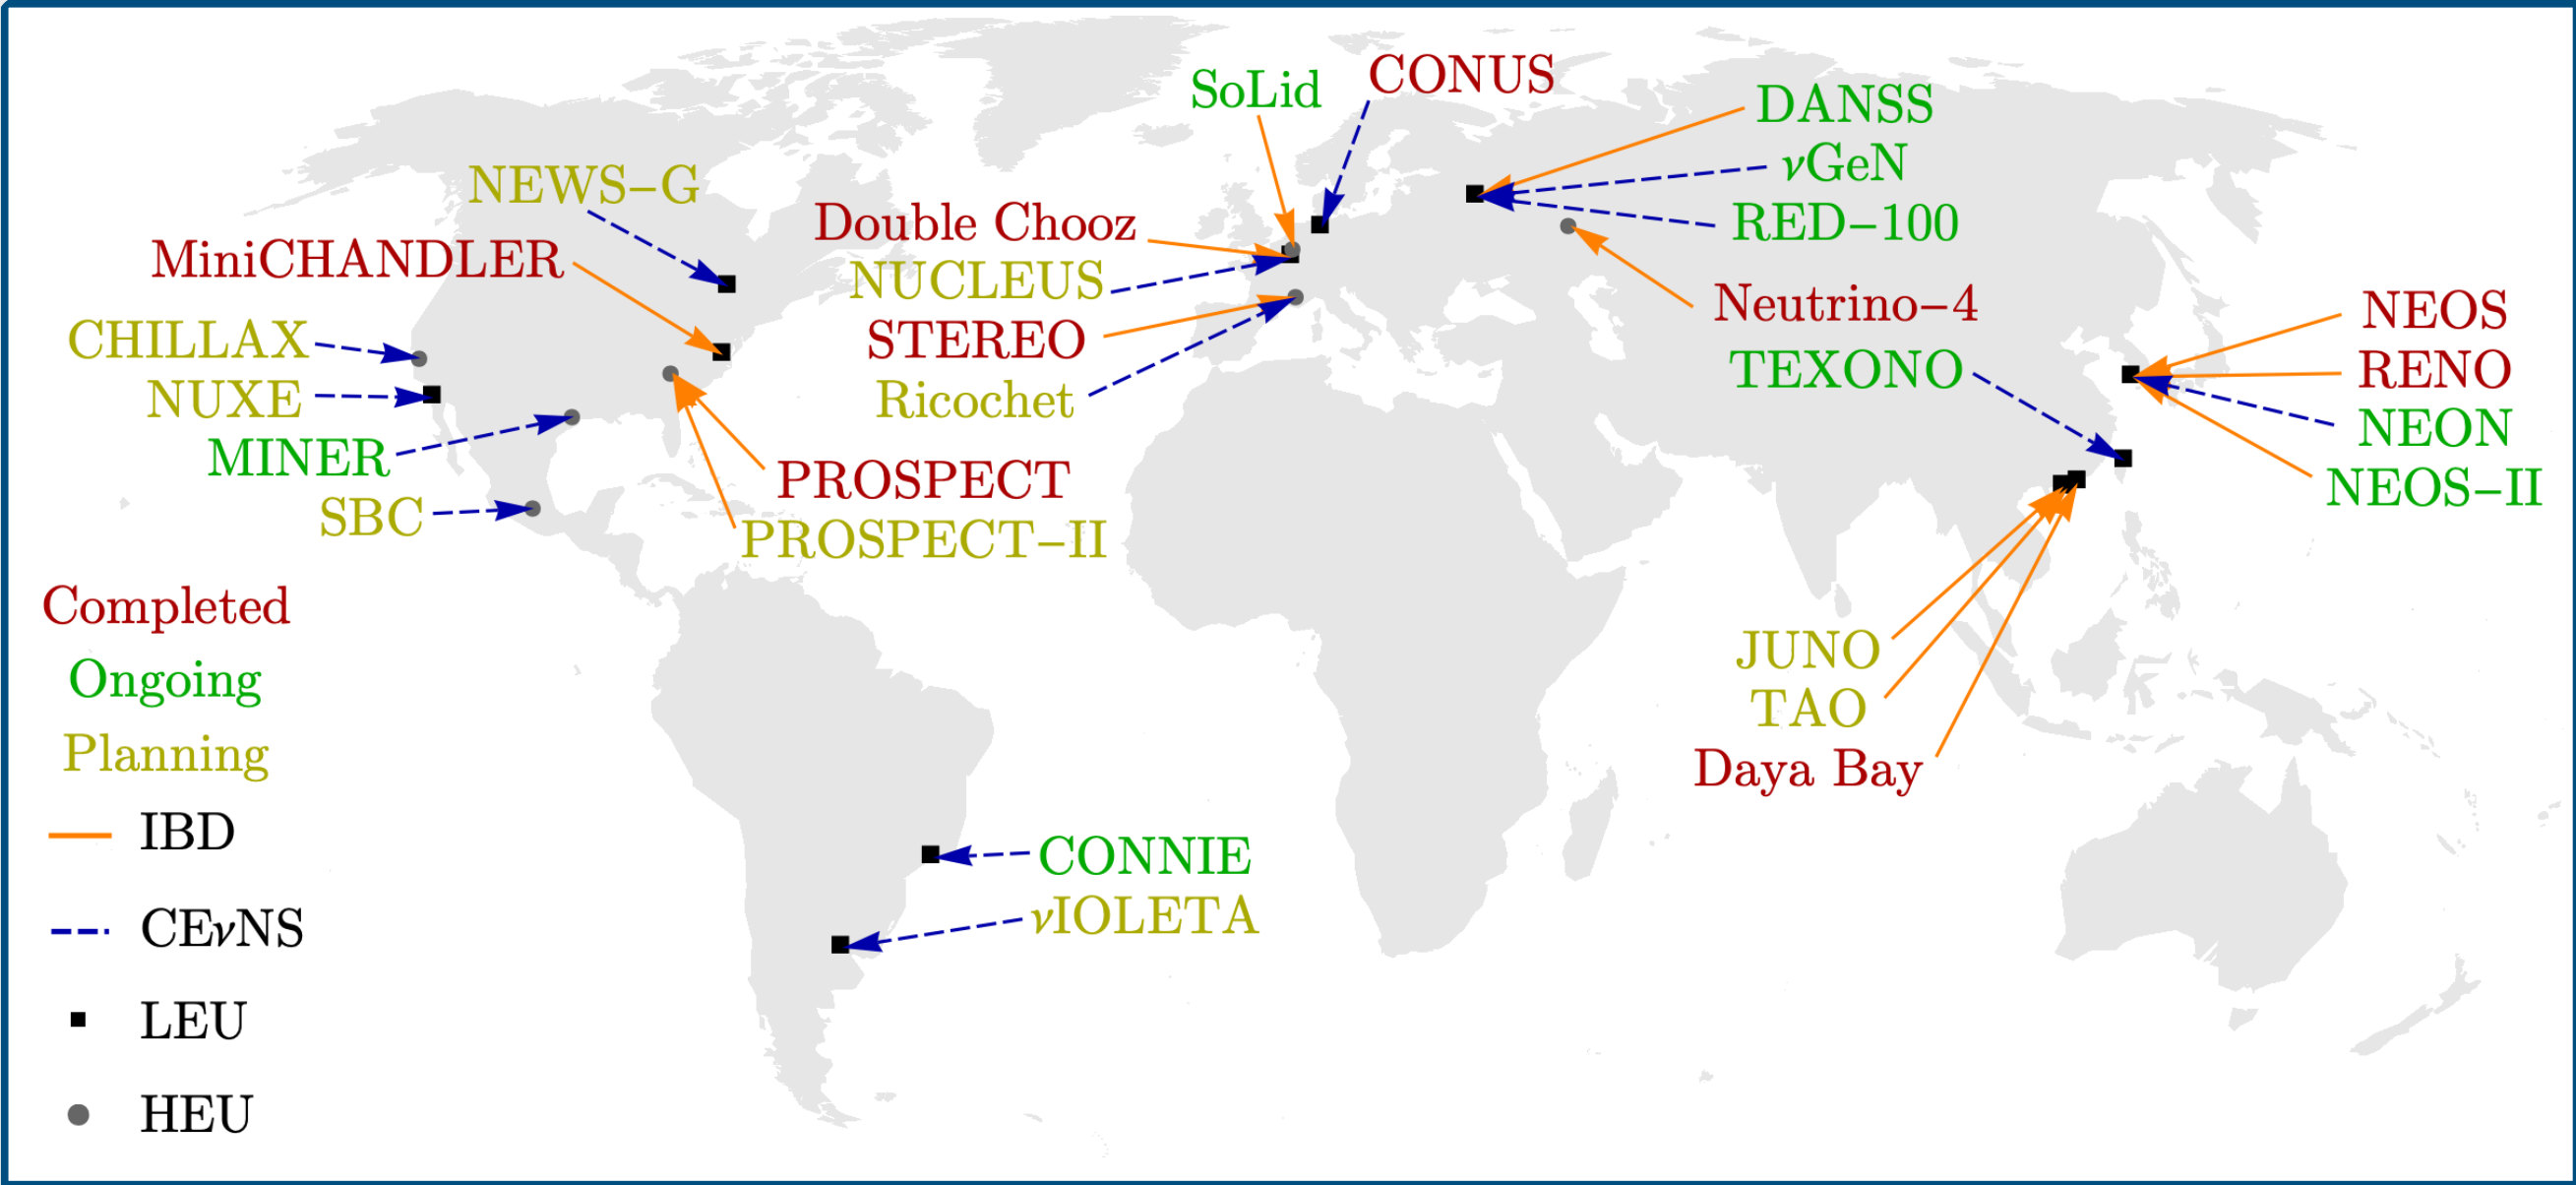 SoLid
CONUS
DANSS
νGeN
RED−100
NEWS−G
MiniCHANDLER
CHILLAX
NUXE
MINER
SBC
Double Chooz
NUCLEUS
STEREO
Ricochet
PROSPECT
PROSPECT−II
Neutrino−4
TEXONO
NEOS
RENO
NEON
NEOS−II
JUNO
TAO
Daya Bay
CONNIE
νIOLETA
Completed
Ongoing
Planning
IBD
CEνNS
LEU
HEU